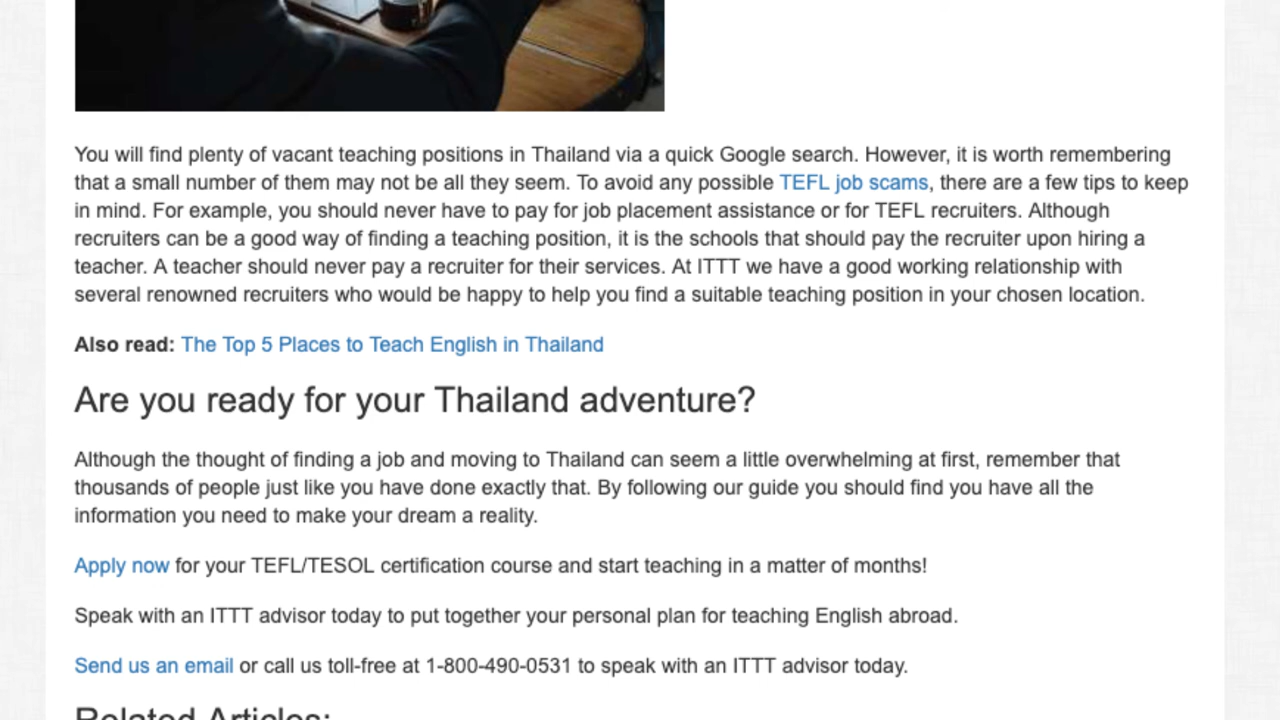 You will find plenty of vacant teaching positions in Thailand via a quick Google search. However, it is worth remembering
that a small number of them may not be all they seem. To avoid any possible TEFL job scams, there are a few tips to keep
in mind. For example, you should never have to pay for job placement assistance or for TEFL recruiters. Although
recruiters can be a good way of finding a teaching position, it is the schools that should pay the recruiter upon hiring a
teacher. A teacher should never pay a recruiter for their services. At ITTT we have a good working relationship with
several renowned recruiters who would be happy to help you find a suitable teaching position in your chosen location.
Also read: The Top 5 Places to Teach English in Thailand
Are you ready for your Thailand adventure?
Although the thought of finding a job and moving to Thailand can seem a little overwhelming at first, remember that
thousands of people just like you have done exactly that. By following our guide you should find you have all the
information you need to make your dream a reality.
Apply now for your TEFL/TESOL certification course and start teaching in a matter of months!
Speak with an ITTT advisor today to put together your personal plan for teaching English abroad.
Send us an email or call us toll-free at 1-800-490-0531 to speak with an ITTT advisor today.
Related Articles: